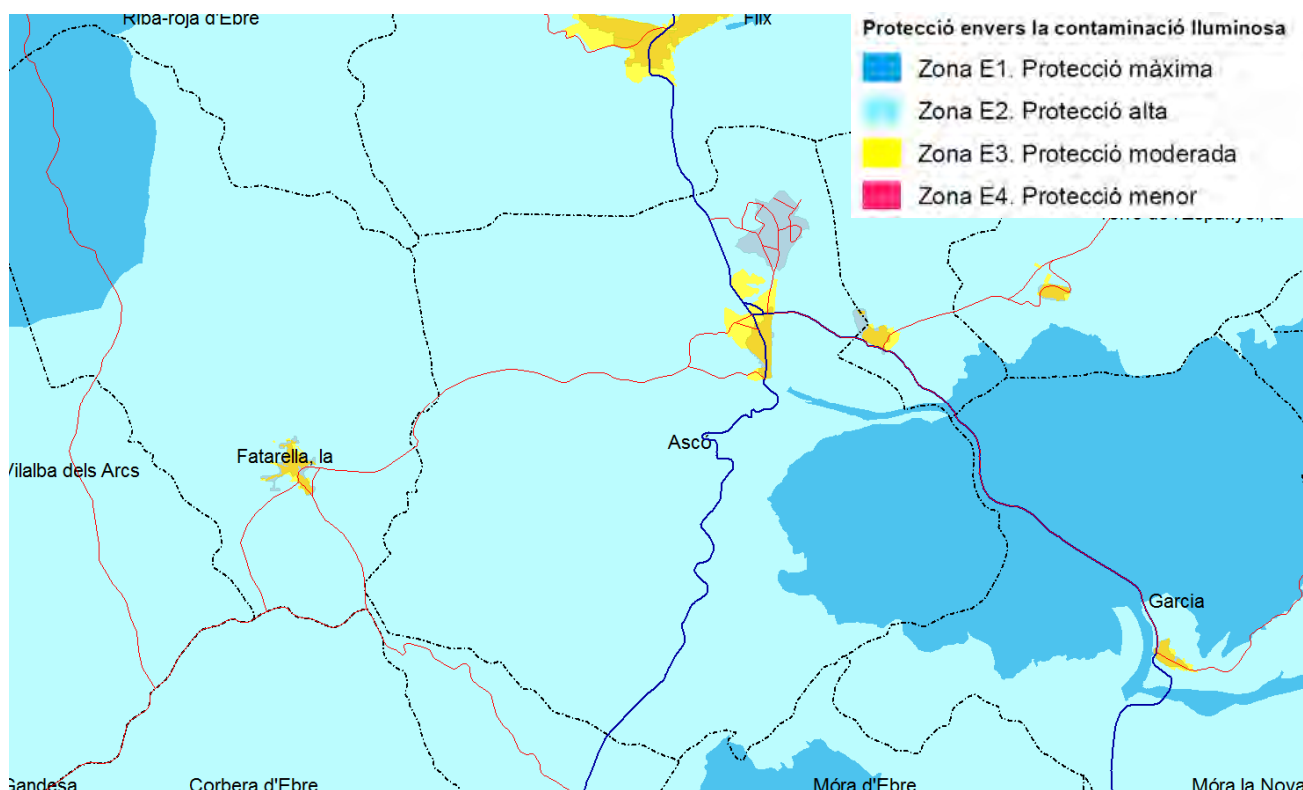 Riba-roja d'Ebre
Flix
Protecció envers la contaminació lluminosa
Zona E1. Protecció màxima
Zona E2. Protecció alta
Zona E3. Protecció moderada
Zona E4. Protecció menor
Ascó
Fatarella, la
Vilalba dels Arcs
Garcia
Gandesa
Corbera d'Ebre
Móra d'Ebre
Móra la Nova